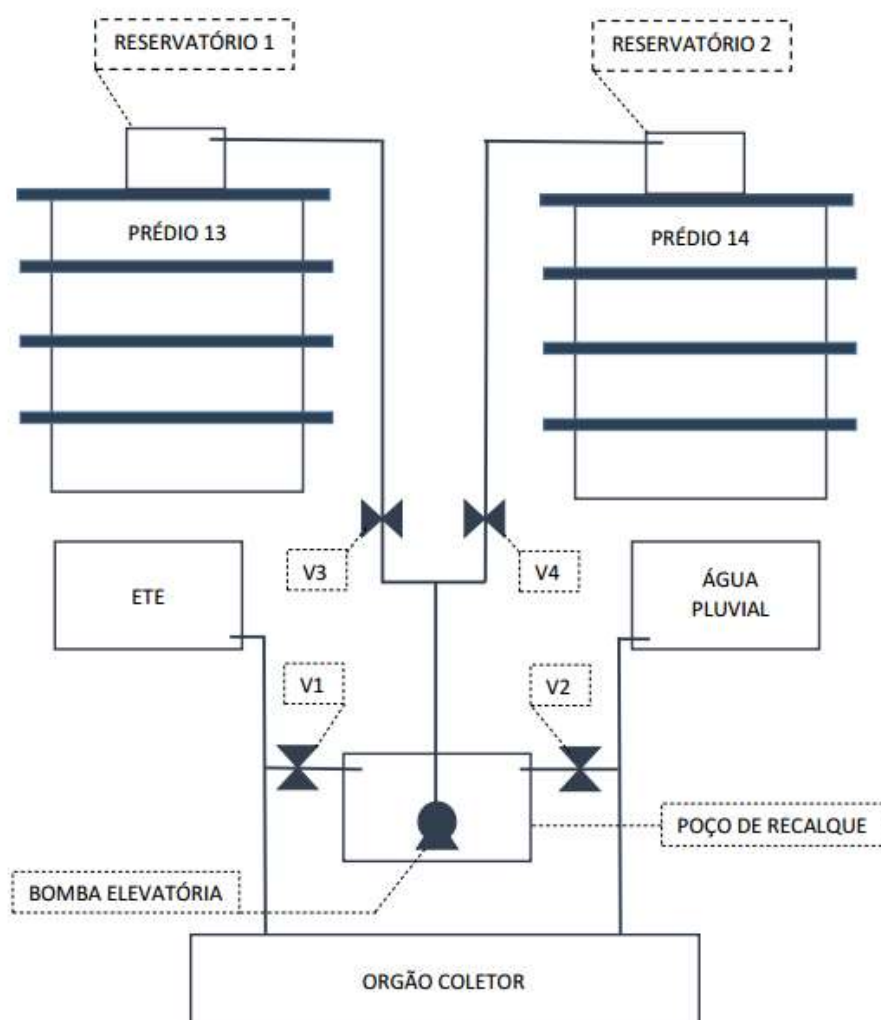 RESERVATÓRIO 1
RESERVATÓRIO 2
PRÉDIO 13
PRÉDIO 14
V3
V4
ETE
ÁGUA
PLUVIAL
V1
V2
POÇO DE RECALQUE
BOMBA ELEVATÓRIA
ORGÃO COLETOR